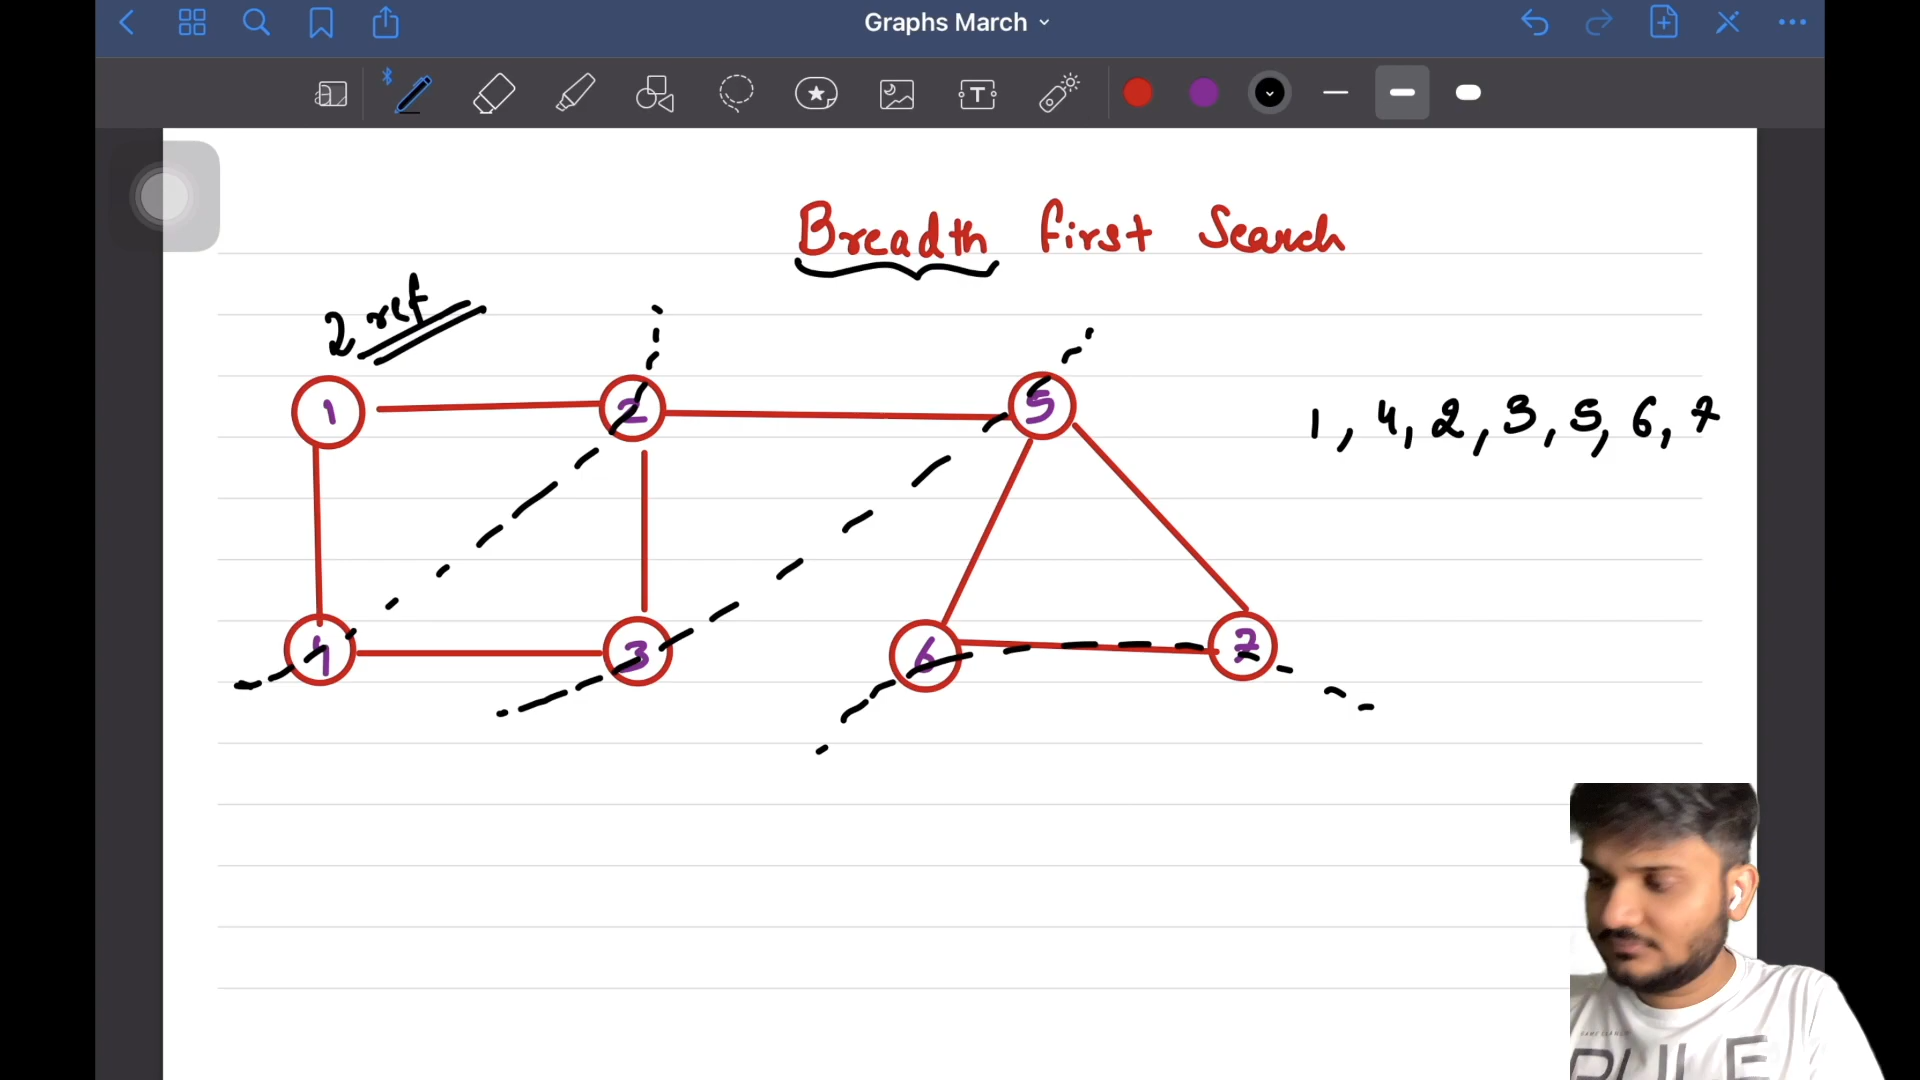 Graphs March
T
Breadth first Search
2 ref
1 2 5
1, 4, 2, 3, 5, 6, 7
4 3 6 7